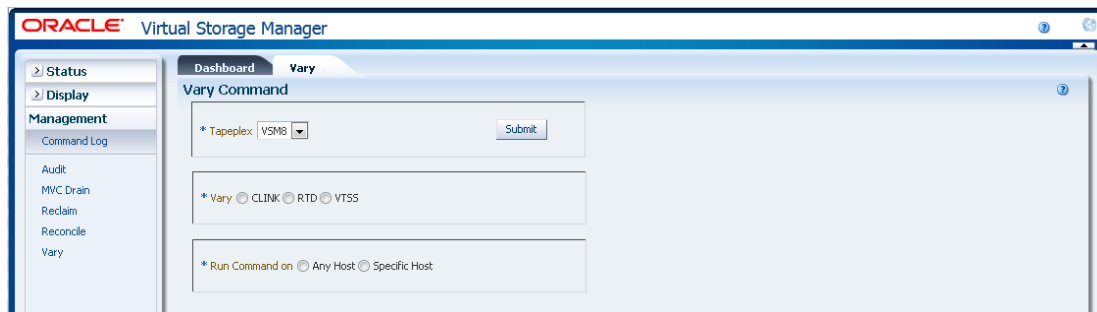 ORACLE Virtual Storage Manager
Status
Display
Management
Command Log
Audit
MVC Drain
Reclaim
Reconcile
Vary
Dashboard Vary
Vary Command
* Tapeplex VSM8 Submit
* Vary CLINK RTD VTSS
* Run Command on Any Host Specific Host